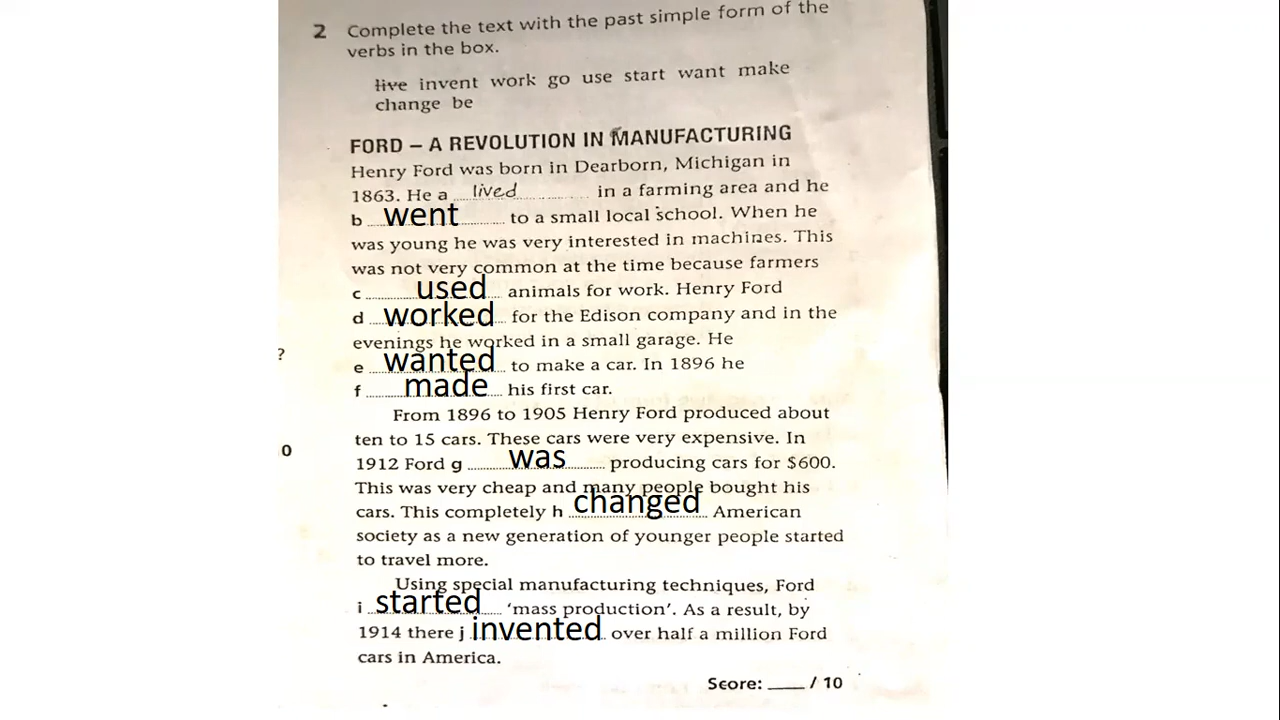 2 Complete the text with the past simple form of the
verbs in the box.
live invent work go use start want make
change be
FORD – A REVOLUTION IN MANUFACTURING
Henry Ford was born in Dearborn, Michigan in
1863. He a lived in a farming area and he
b went to a small local school. When he
was young he was very interested in machines. This
was not very common at the time because farmers
c used animals for work. Henry Ford
d worked for the Edison company and in the
evenings he worked in a small garage. He
?
e wanted to make a car. In 1896 he
f made his first car.
From 1896 to 1905 Henry Ford produced about
ten to 15 cars. These cars were very expensive. In
0
1912 Ford g was producing cars for $600.
This was very cheap and many people bought his
cars. This completely h changed American
society as a new generation of younger people started
to travel more.
Using special manufacturing techniques, Ford
i started 'mass production'. As a result, by
1914 there j invented over half a million Ford
cars in America.
Score: ____ / 10